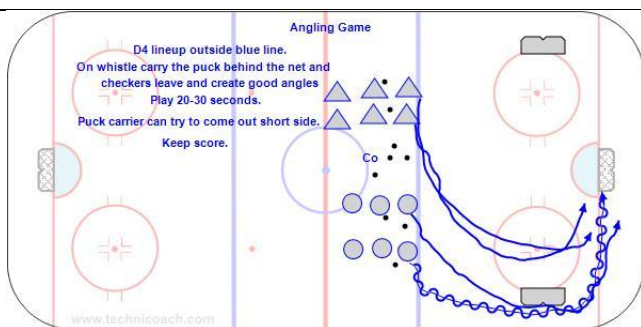 Angling Game
D4 lineup outside blue line.
On whistle carry the puck behind the net and
checkers leave and create good angles
Play 20-30 seconds.
Puck carrier can try to come out short side.
Keep score.
Co
www.technicoach.com